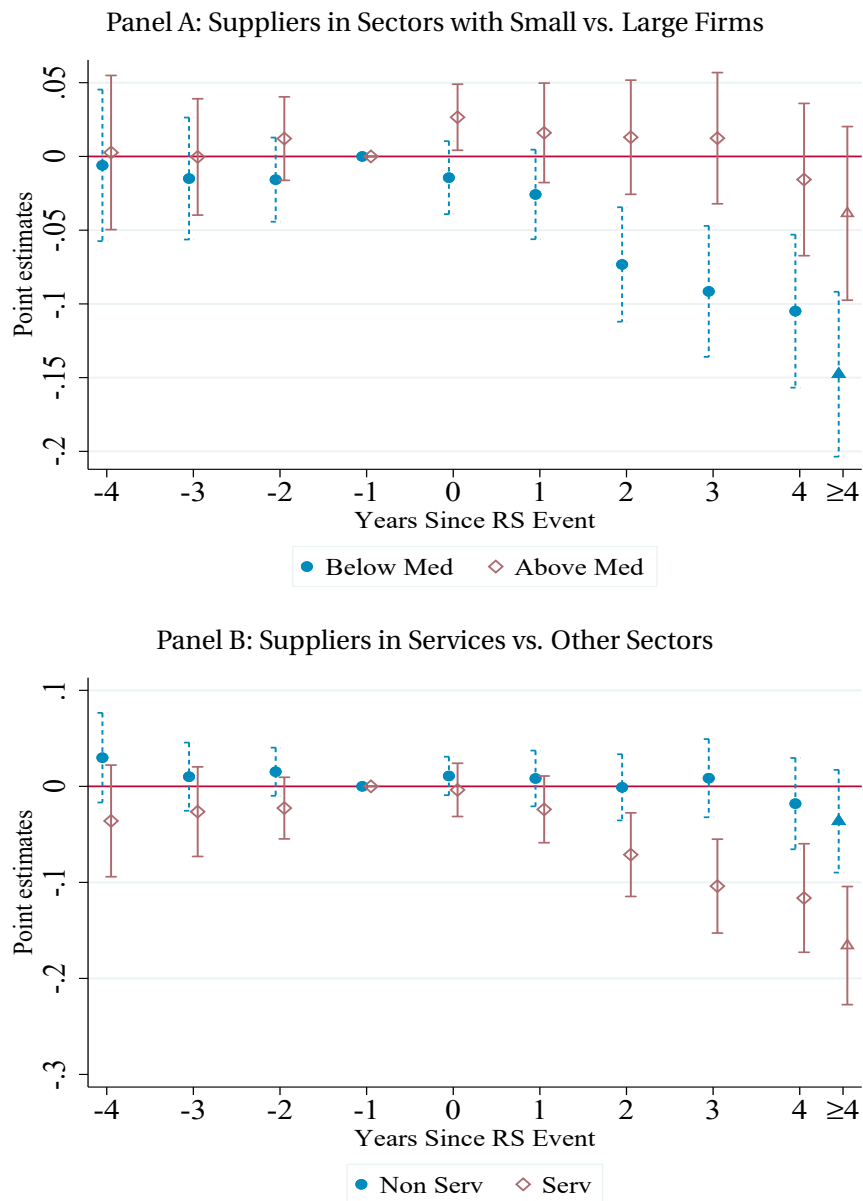 Panel A: Suppliers in Sectors with Small vs. Large Firms
Point estimates
.05
0
-.05
-.1
-.15
-.2
-4 -3 -2 -1 0 1 2 3 4 ≥4
Years Since RS Event
Below Med Above Med
Panel B: Suppliers in Services vs. Other Sectors
Point estimates
.1
0
-.1
-.2
-.3
-4 -3 -2 -1 0 1 2 3 4 ≥4
Years Since RS Event
Non Serv Serv